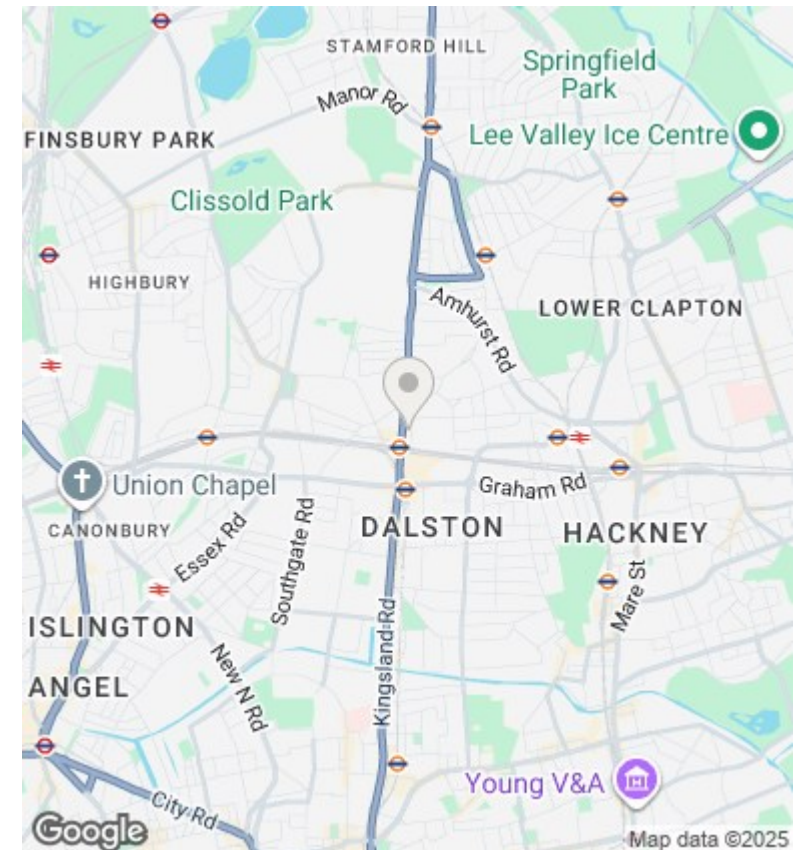 STAMFORD HILL
Springfield
Park
Manor Rd
Lee Valley Ice Centre
FINSBURY PARK
Clissold Park
HIGHBURY
Amhurst Rd
LOWER CLAPTON
Union Chapel
Graham Rd
CANONBURY
Essex Rd
Southgate Rd
DALSTON
HACKNEY
Mare St
ISLINGTON
New N Rd
Kingsland Rd
ANGEL
City Rd
Young V&A
Google
Map data ©2025